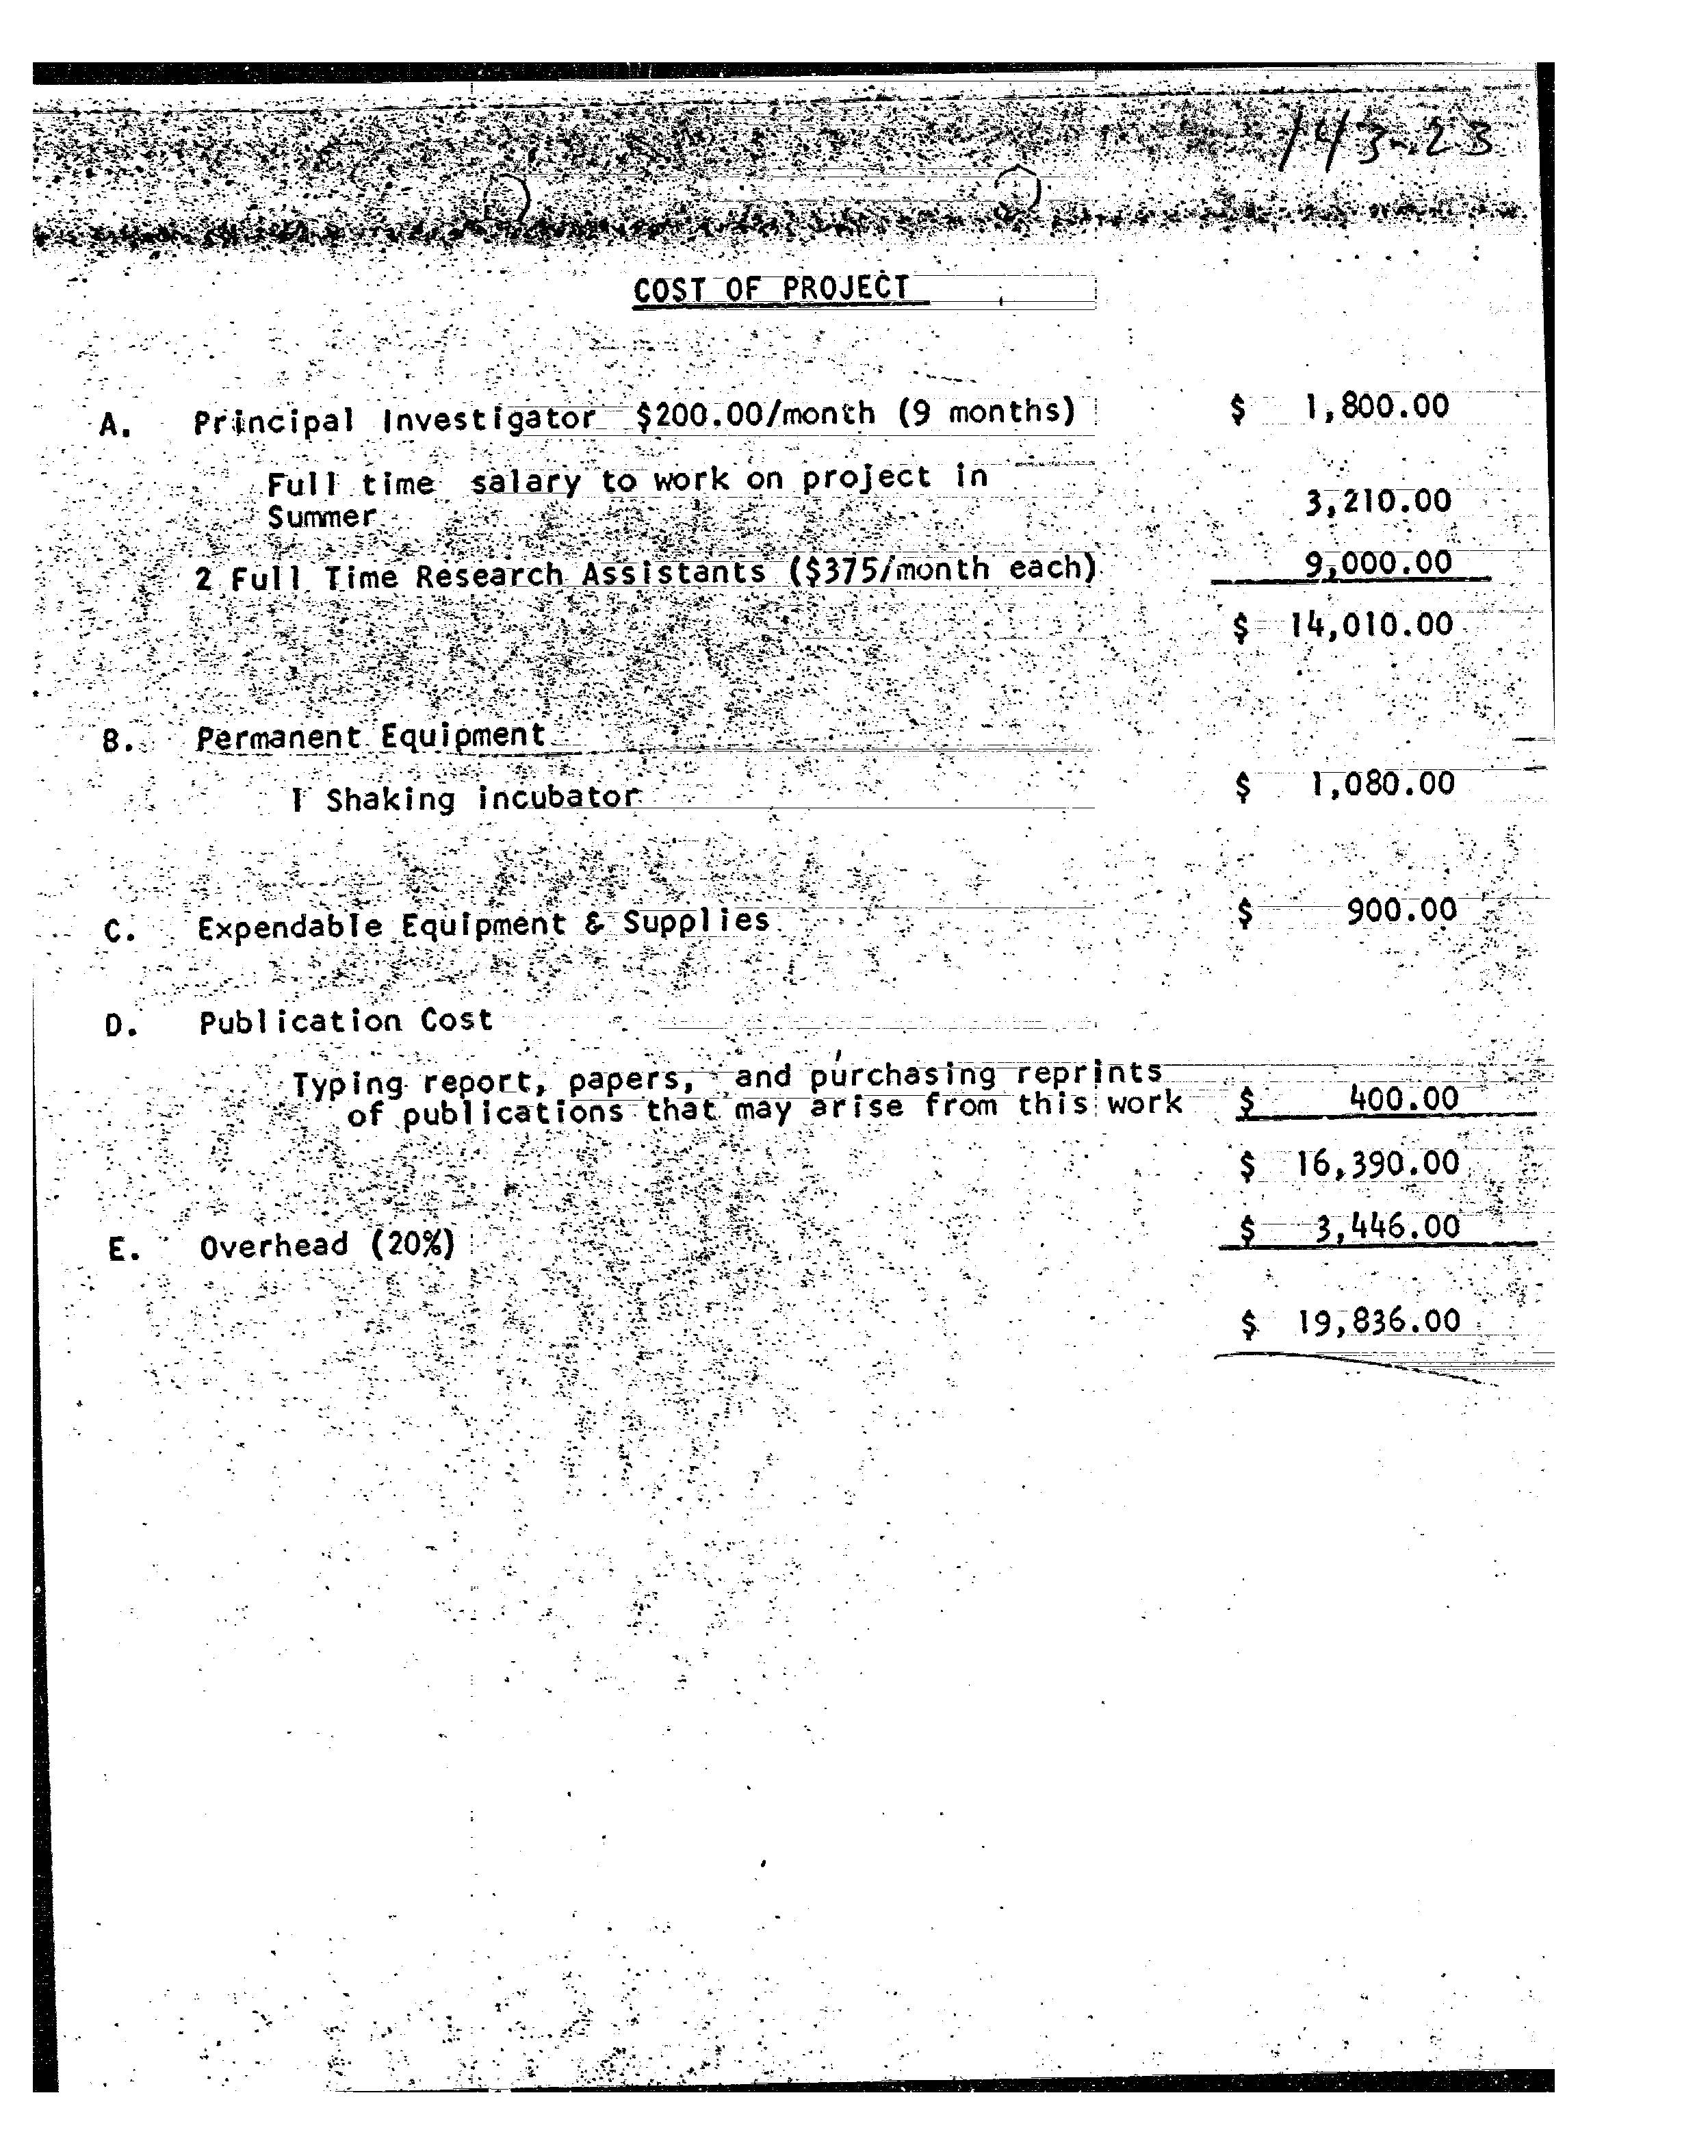 143-23
COST OF PROJECT
A. Principal Investigator $200.00/month (9 months) $ 1,800.00
Full time salary to work on project in
Summer 3,210.00
2 Full Time Research Assistants ($375/month each) 9,000.00
$ 14,010.00
B. Permanent Equipment
1 Shaking incubator $ 1,080.00
C. Expendable Equipment & Supplies $ 900.00
D. Publication Cost
Typing report, papers, and purchasing reprints
of publications that may arise from this work $ 400.00
$ 16,390.00
E. Overhead (20%) $ 3,446.00
$ 19,836.00